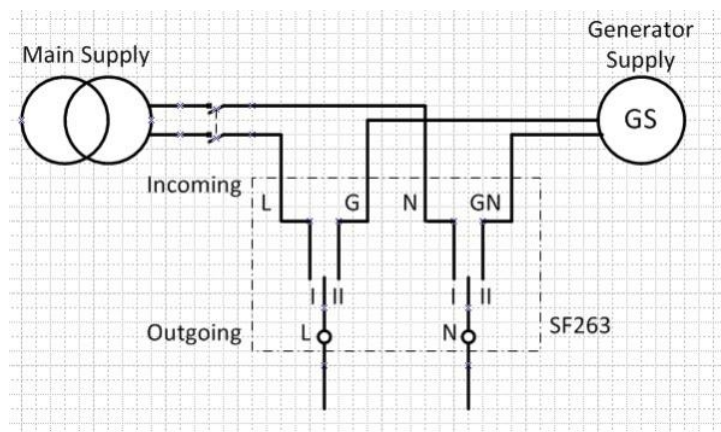 Main Supply
Generator
Supply
GS
Incoming
L
G
N
GN
I
II
I
II
Outgoing
L
N
SF263